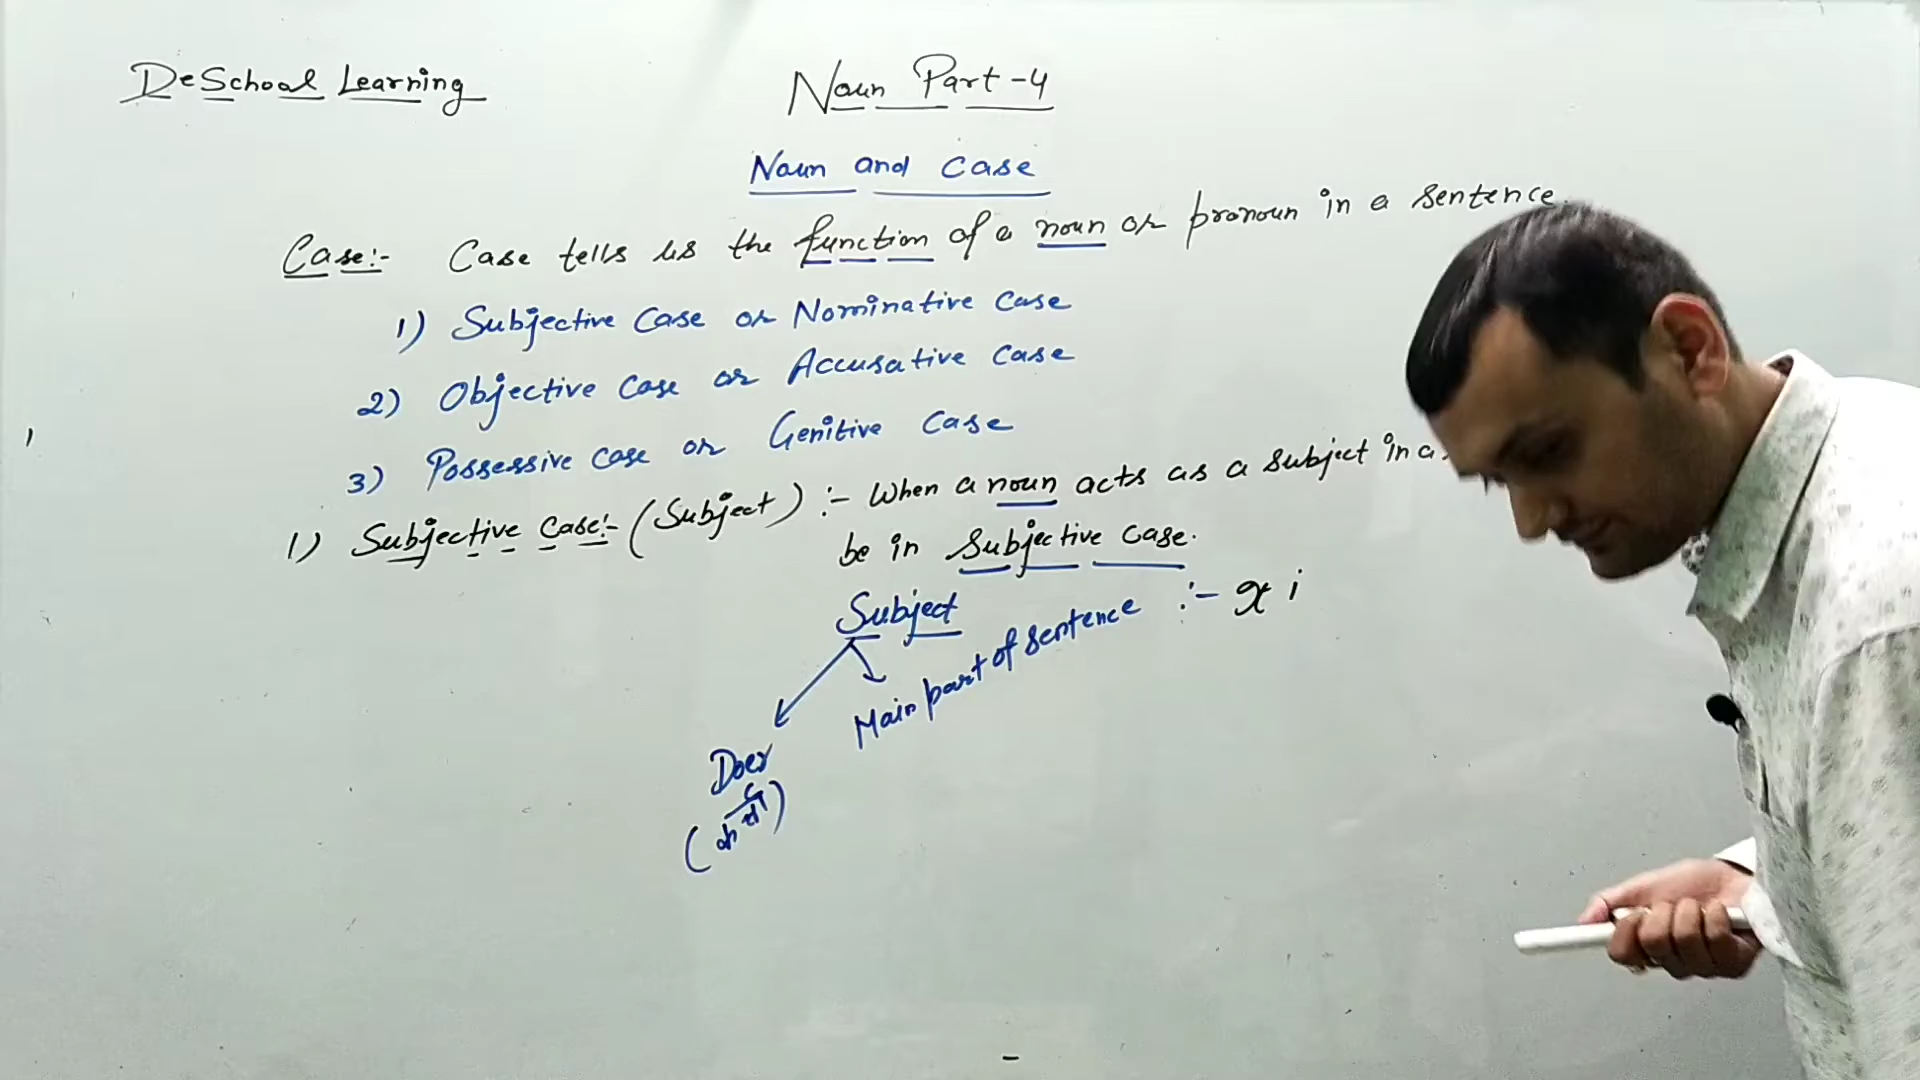 DeSchool Learning
Noun Part-4
Noun and Case
Case:- Case tells us the function of a noun or pronoun in a sentence.
1) Subjective Case or Nominative Case
2) Objective Case or Accusative Case
3) Possessive Case or Genitive Case
1) Subjective Case:- (Subject) :- When a noun acts as a subject in a
be in Subjective Case.
Subject
Main part of sentence :-
Doer
(कर्ता)